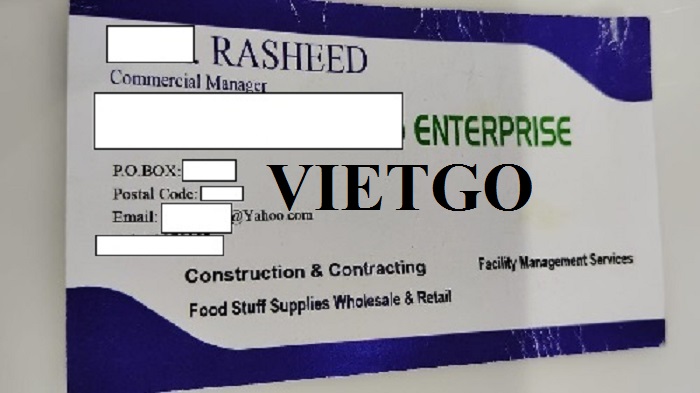 . RASHEED
Commercial Manager
ENTERPRISE
P.O.BOX:
Postal Code:
Email: @Yahoo.com
VIETGO
Construction & Contracting
Facility Management Services
Food Stuff Supplies Wholesale & Retail